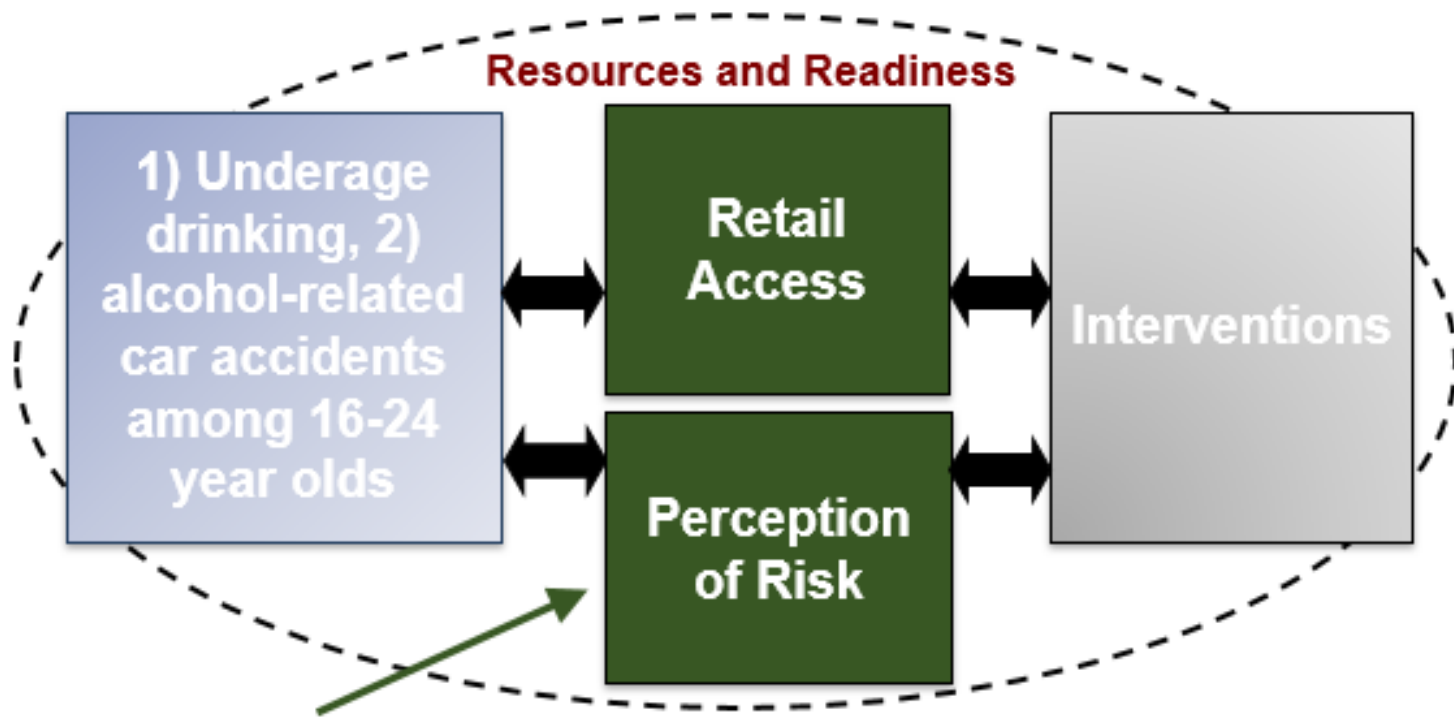 Resources and Readiness
1) Underage
drinking, 2)
alcohol-related
car accidents
among 16-24
year olds
Retail
Access
Perception
of Risk
Interventions